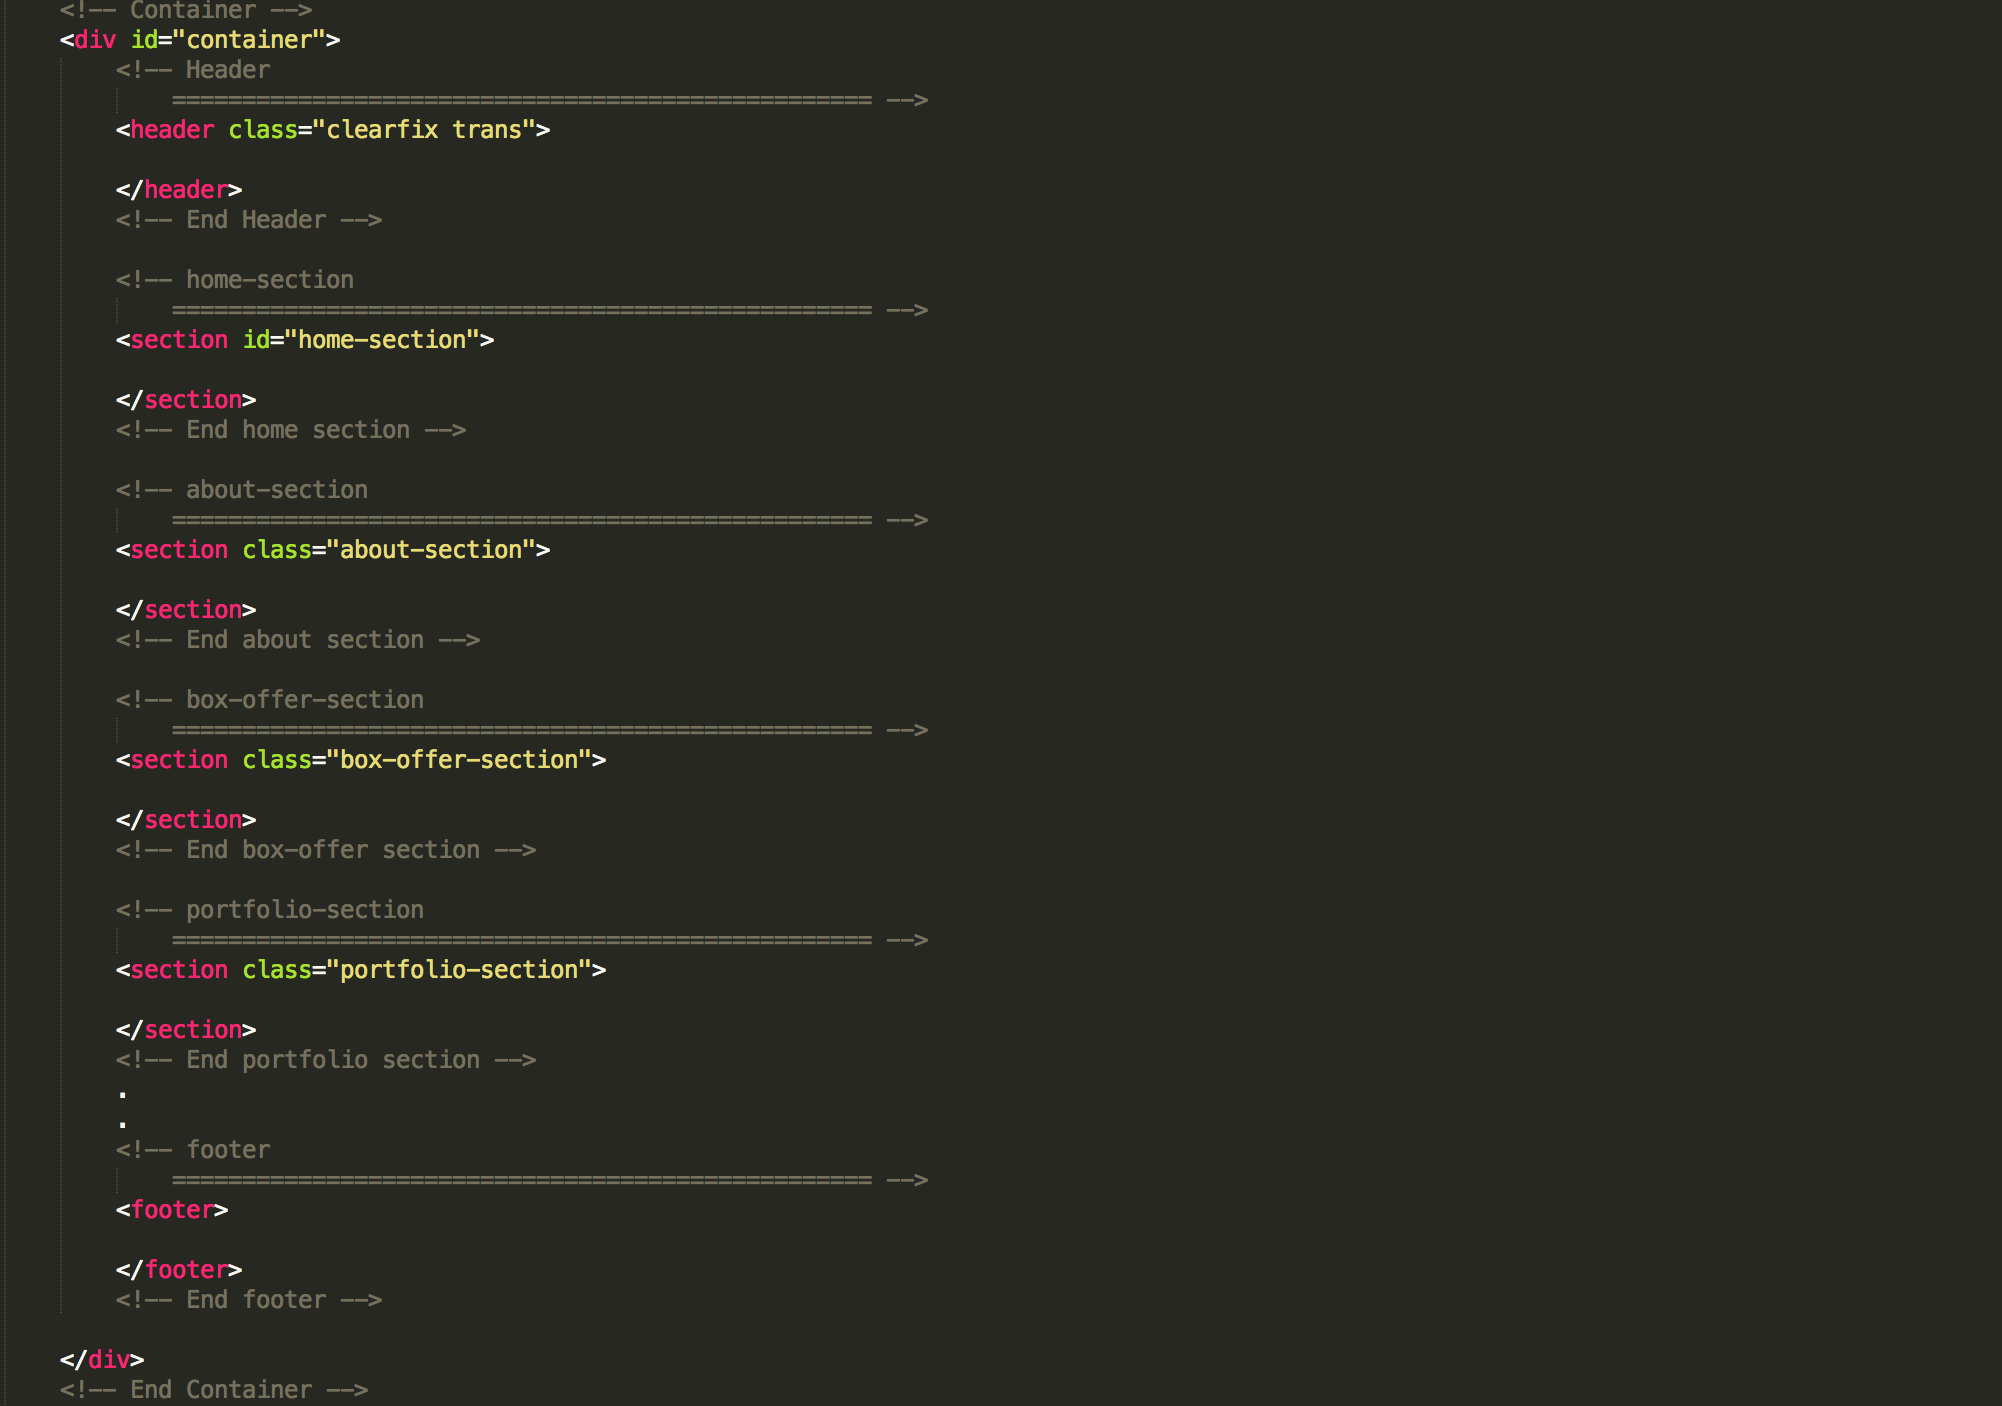 <!-- Container -->
<div id="container">
<!-- Header
================================================== -->
<header class="clearfix trans">
</header>
<!-- End Header -->
<!-- home-section
================================================== -->
<section id="home-section">
</section>
<!-- End home section -->
<!-- about-section
================================================== -->
<section class="about-section">
</section>
<!-- End about section -->
<!-- box-offer-section
================================================== -->
<section class="box-offer-section">
</section>
<!-- End box-offer section -->
<!-- portfolio-section
================================================== -->
<section class="portfolio-section">
</section>
<!-- End portfolio section -->
.
.
<!-- footer
================================================== -->
<footer>
</footer>
<!-- End footer -->
</div>
<!-- End Container -->